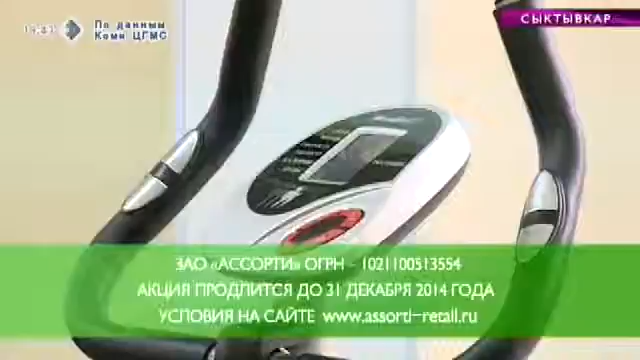 По данным
Коми ЦГМС
СЫКТЫВКАР
ЗАО «АССОРТИ» ОГРН - 1021100513554
АКЦИЯ ПРОДЛИТСЯ ДО 31 ДЕКАБРЯ 2014 ГОДА
УСЛОВИЯ НА САЙТЕ www.assorti-retail.ru